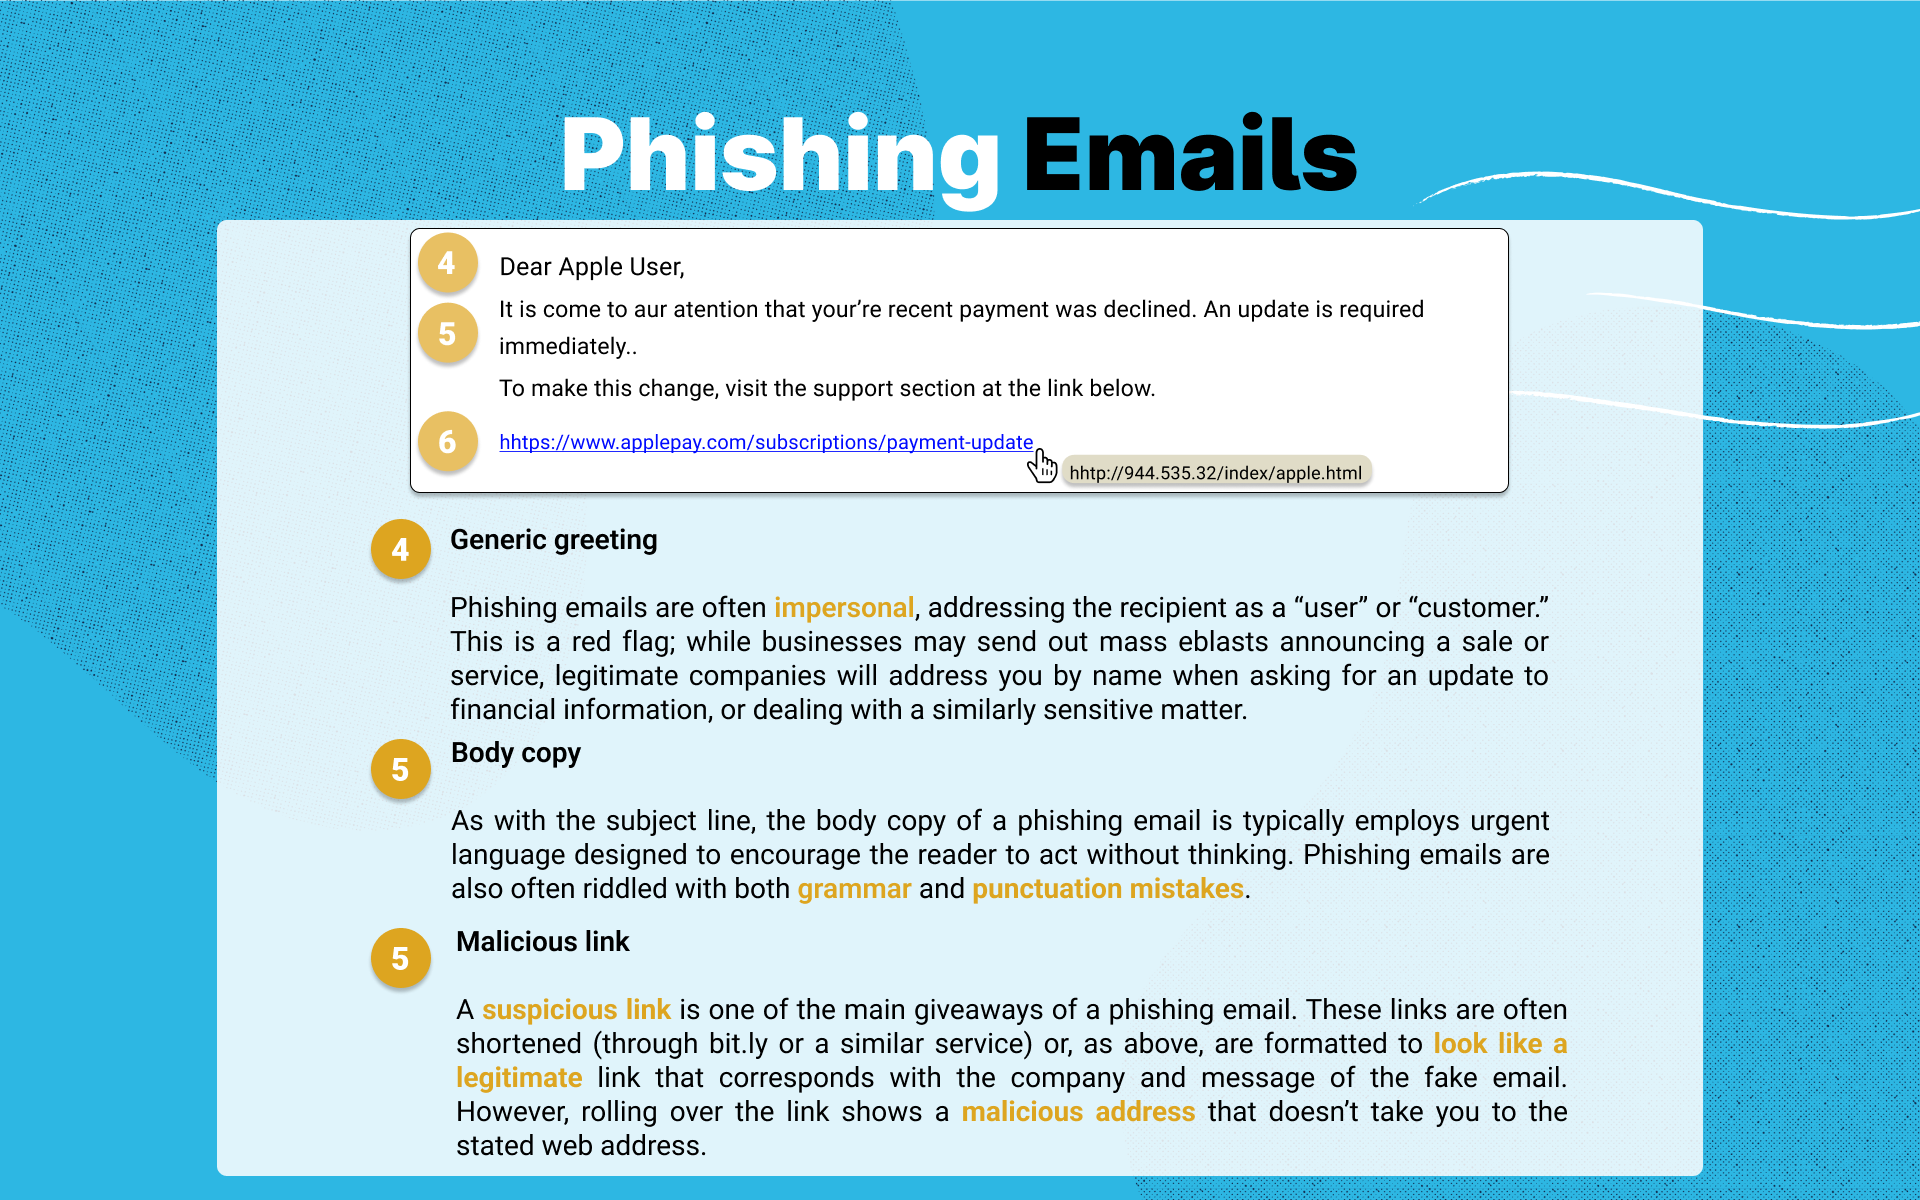 Phishing Emails
4
Dear Apple User,
5
It is come to aur atention that your’re recent payment was declined. An update is required
immediately..
To make this change, visit the support section at the link below.
6
hhtps://www.applepay.com/subscriptions/payment-update
hhtp://944.535.32/index/apple.html
4
Generic greeting
Phishing emails are often impersonal, addressing the recipient as a “user” or “customer.”
This is a red flag; while businesses may send out mass eblasts announcing a sale or
service, legitimate companies will address you by name when asking for an update to
financial information, or dealing with a similarly sensitive matter.
5
Body copy
As with the subject line, the body copy of a phishing email is typically employs urgent
language designed to encourage the reader to act without thinking. Phishing emails are
also often riddled with both grammar and punctuation mistakes.
5
Malicious link
A suspicious link is one of the main giveaways of a phishing email. These links are often
shortened (through bit.ly or a similar service) or, as above, are formatted to look like a
legitimate link that corresponds with the company and message of the fake email.
However, rolling over the link shows a malicious address that doesn’t take you to the
stated web address.